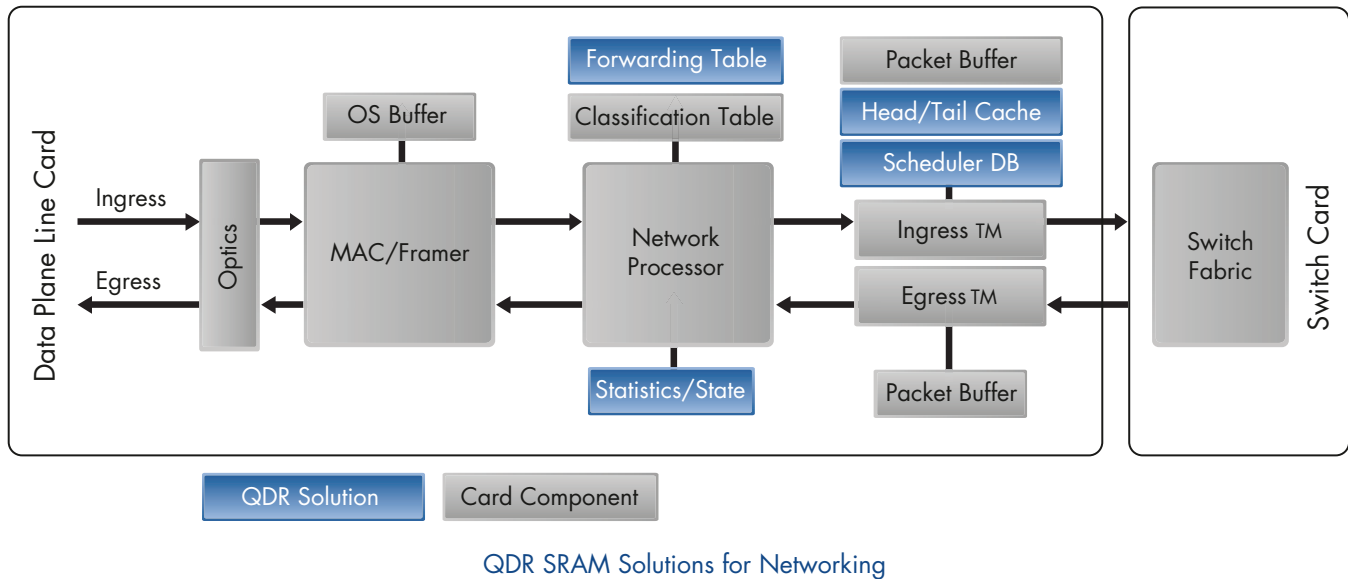 Data Plane Line Card
Ingress
Egress
Optics
OS Buffer
MAC/Framer
Forwarding Table
Classification Table
Network
Processor
Statistics/State
Packet Buffer
Head/Tail Cache
Scheduler DB
Ingress TM
Egress TM
Packet Buffer
Switch
Fabric
Switch Card
QDR Solution
Card Component
QDR SRAM Solutions for Networking